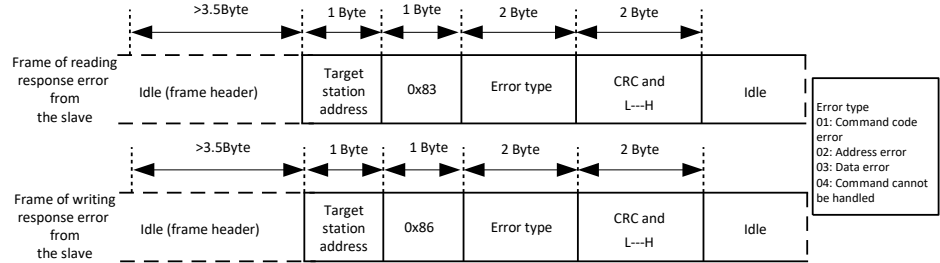 >3.5Byte
1 Byte
1 Byte
2 Byte
2 Byte
Frame of reading
response error
from
the slave
Idle (frame header)
Target
station
address
0x83
Error type
CRC and
L---H
Idle
>3.5Byte
1 Byte
1 Byte
2 Byte
2 Byte
Frame of writing
response error
from
the slave
Idle (frame header)
Target
station
address
0x86
Error type
CRC and
L---H
Idle
Error type
01: Command code
error
02: Address error
03: Data error
04: Command cannot
be handled